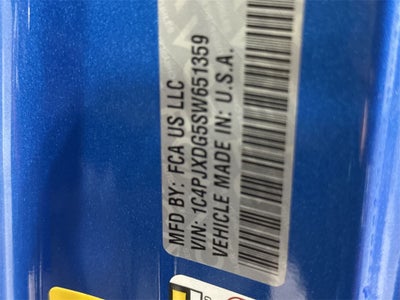 MFD BY: FCA US LLC
VIN: 1C4PJXDG5SW651359
VEHICLE MADE IN: U.S.A.